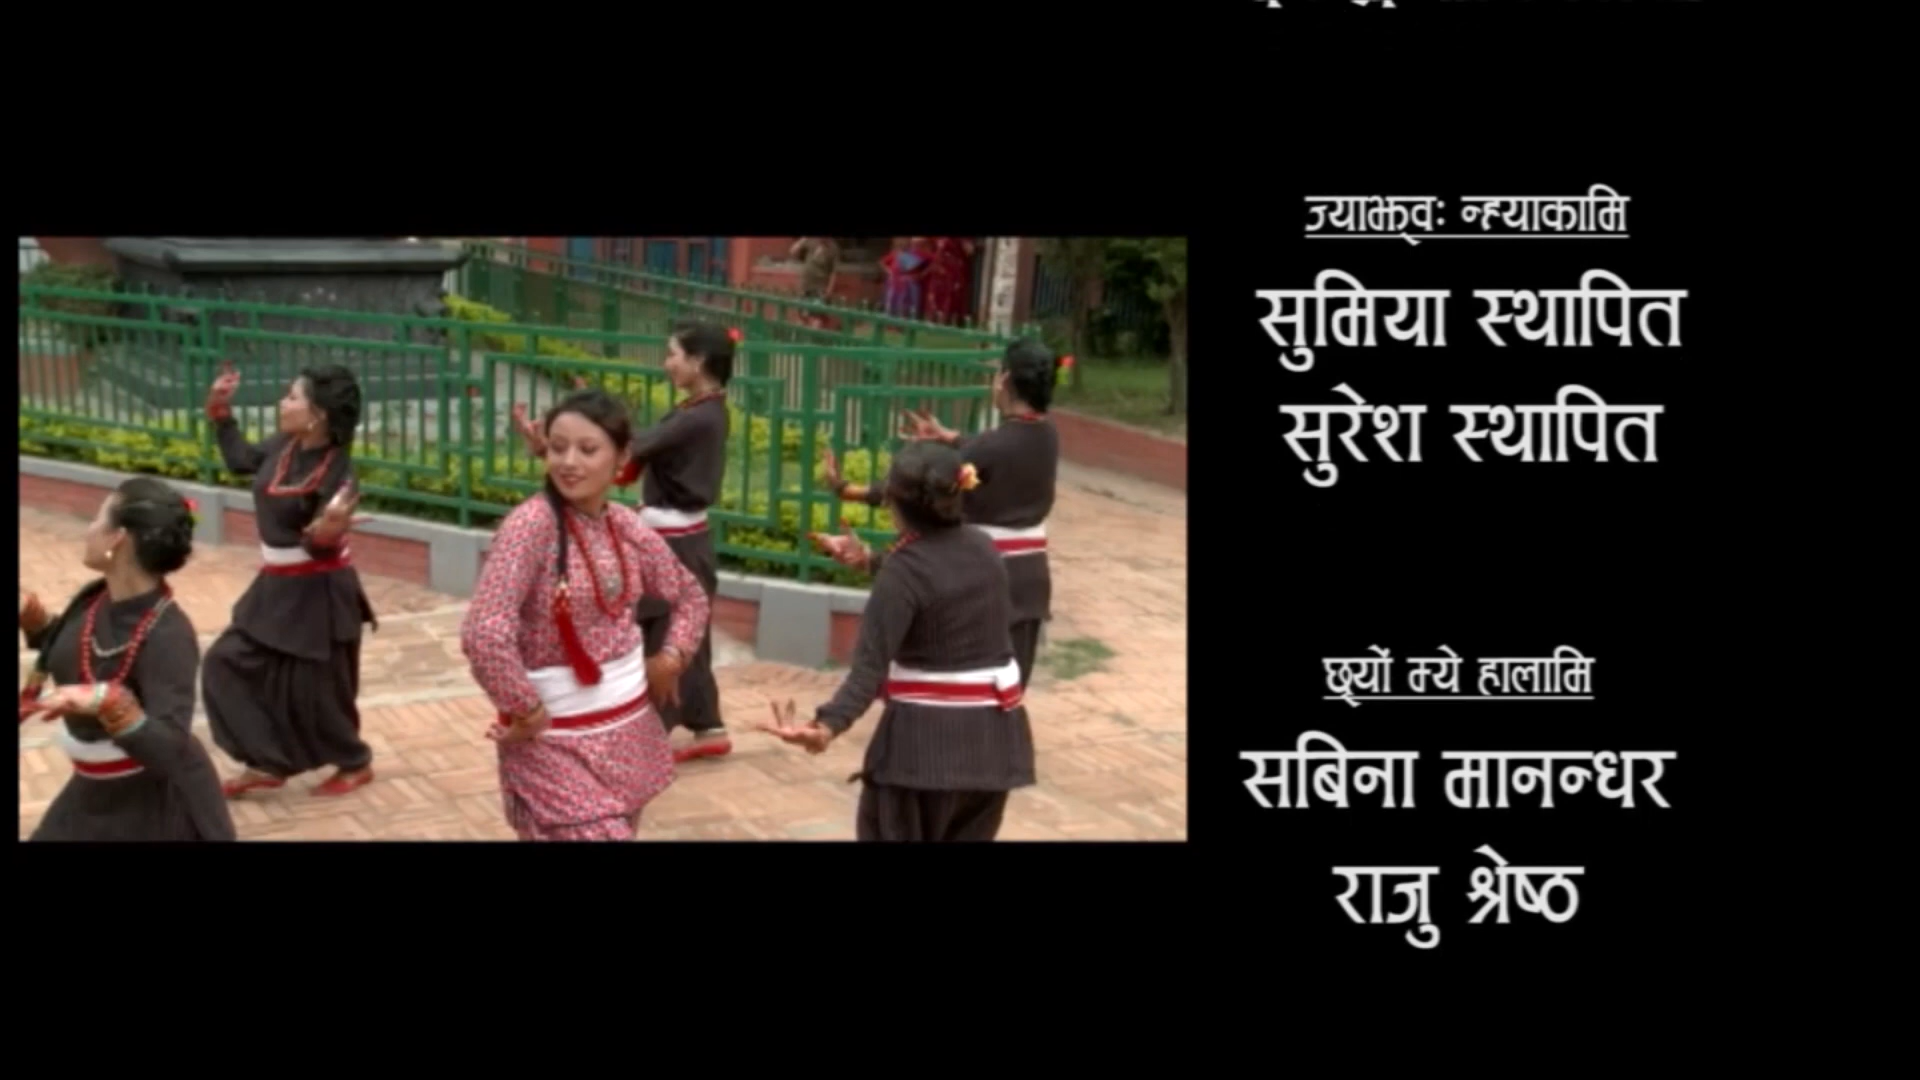 ज्याझ्वः न्ह्याकामि
सुमिया स्थापित
सुरेश स्थापित
छ्यों म्ये हालामि
सबिना मानन्धर
राजु श्रेष्ठ